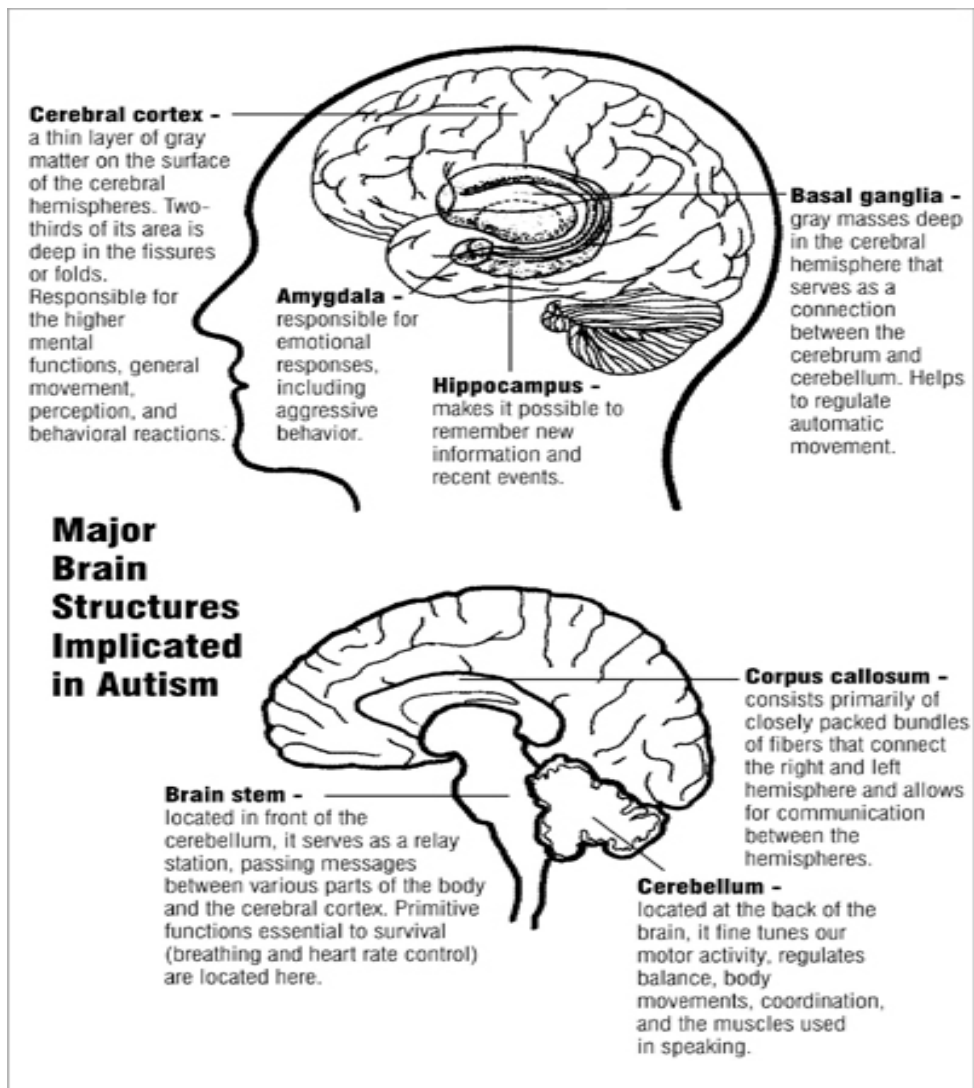 Cerebral cortex -
a thin layer of gray
matter on the surface
of the cerebral
hemispheres. Two-
thirds of its area is
deep in the fissures
or folds.
Responsible for
the higher
mental
functions, general
movement,
perception, and
behavioral reactions.
Amygdala -
responsible for
emotional
responses,
including
aggressive
behavior.
Hippocampus -
makes it possible to
remember new
information and
recent events.
Basal ganglia -
gray masses deep
in the cerebral
hemisphere that
serves as a
connection
between the
cerebrum and
cerebellum. Helps
to regulate
automatic
movement.
Major
Brain
Structures
Implicated
in Autism
Corpus callosum -
consists primarily of
closely packed bundles
of fibers that connect
the right and left
hemisphere and allows
for communication
between the
hemispheres.
Brain stem -
located in front of the
cerebellum, it serves as a relay
station, passing messages
between various parts of the body
and the cerebral cortex. Primitive
functions essential to survival
(breathing and heart rate control)
are located here.
Cerebellum -
located at the back of the
brain, it fine tunes our
motor activity, regulates
balance, body
movements, coordination,
and the muscles used
in speaking.